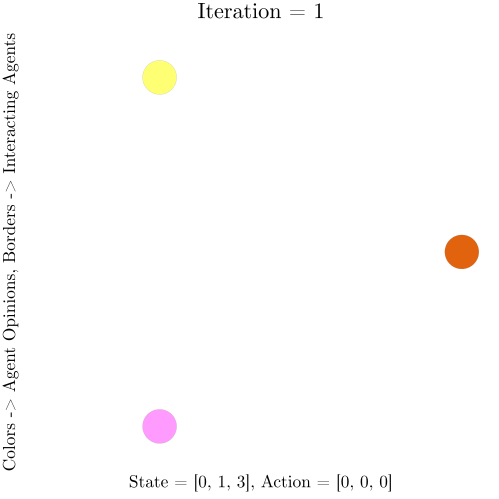 Iteration = 1
Colors -> Agent Opinions, Borders -> Interacting Agents
State = [0, 1, 3], Action = [0, 0, 0]